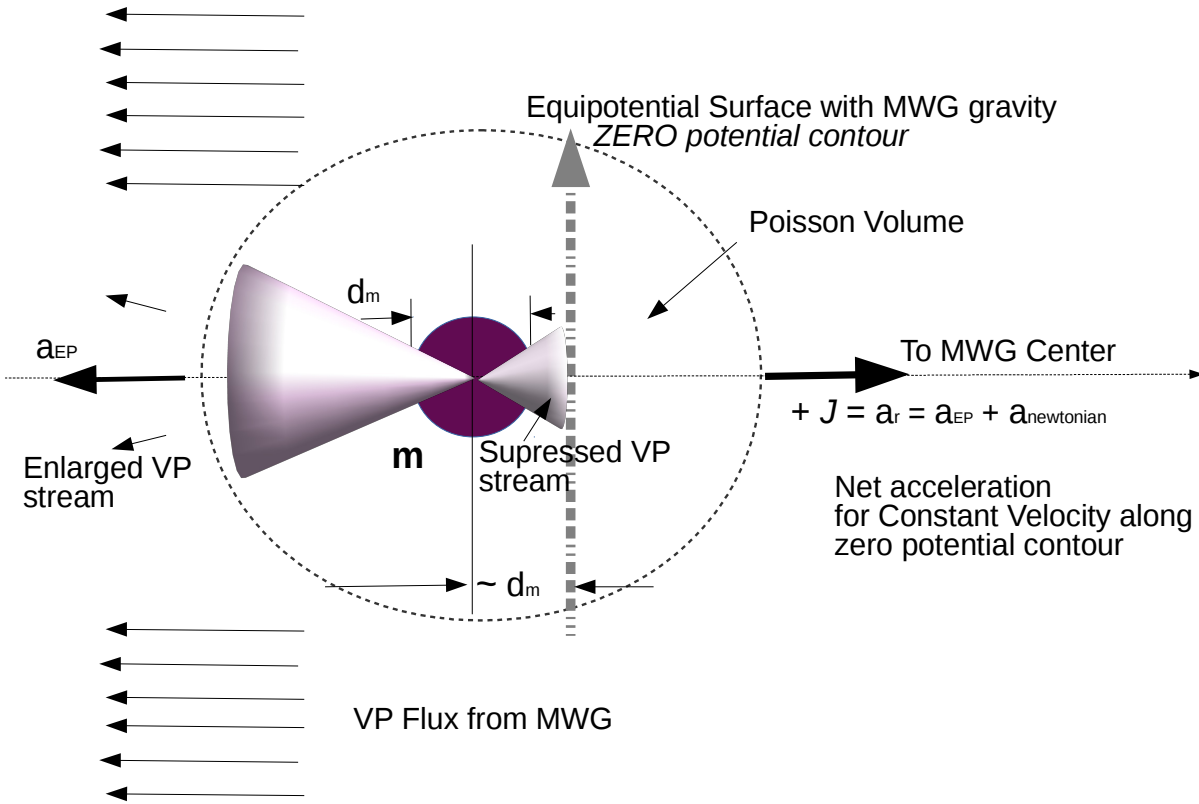 Equipotential Surface with MWG gravity
ZERO potential contour
Poisson Volume
dm
aEP
To MWG Center
+ J = ar = aEP + anewtonian
m
Supressed VP
stream
Enlarged VP
stream
Net acceleration
for Constant Velocity along
zero potential contour
~ dm
VP Flux from MWG